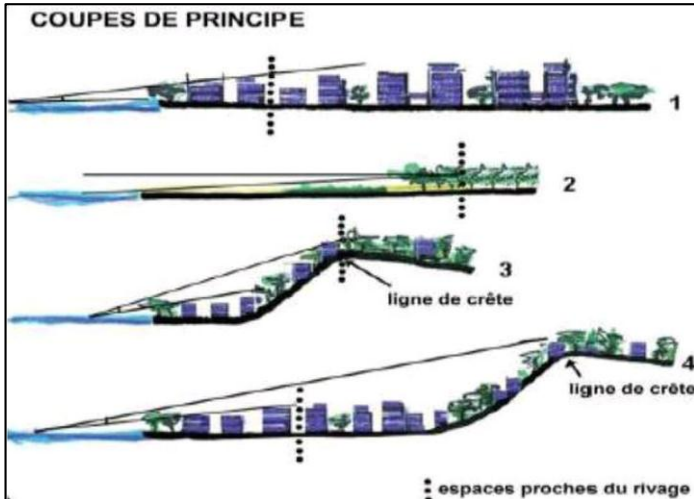 COUPES DE PRINCIPE
1
2
3
ligne de crête
4
ligne de crête
espaces proches du rivage